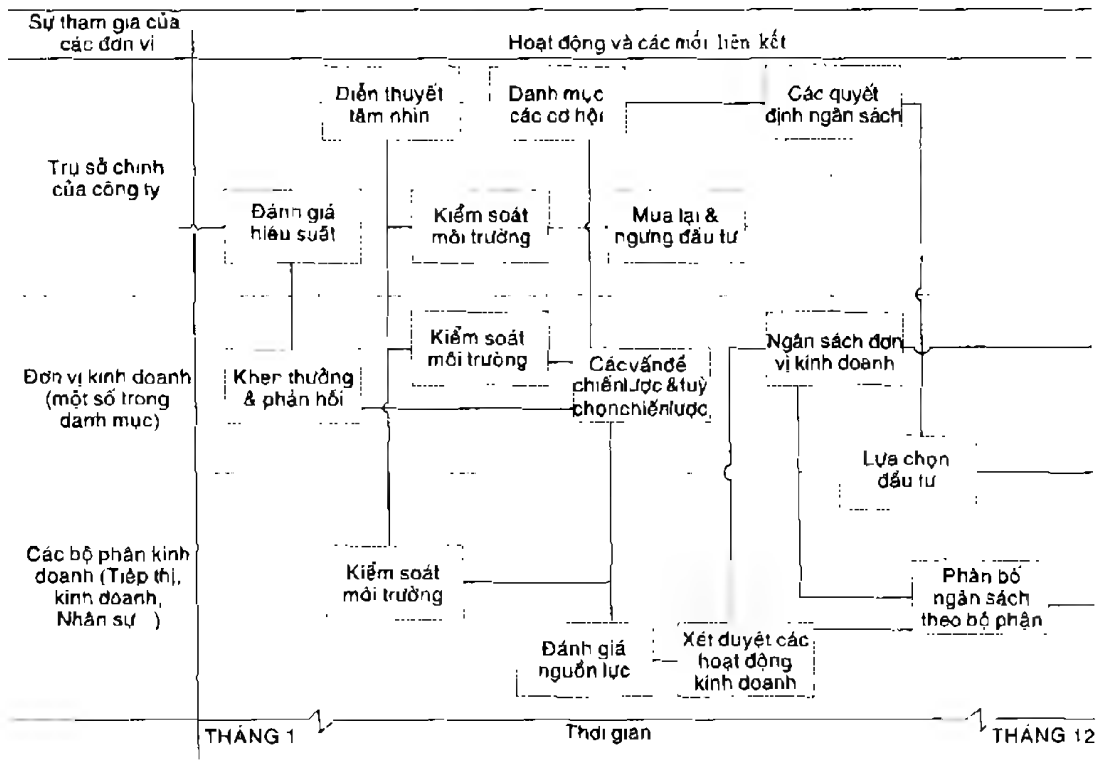 Sự tham gia của
các đơn vị
Hoạt động và các mối liên kết
Diễn thuyết
tầm nhìn
Danh mục
các cơ hội
Các quyết
định ngân sách
Trụ sở chính
của công ty
Đánh giá
hiệu suất
Kiểm soát
môi trường
Mua lại &
ngưng đầu tư
Đơn vị kinh doanh
(một số trong
danh mục)
Khen thưởng
& phản hồi
Kiểm soát
môi trường
Các vấn đề
chiến lược & tuỳ
chọn chiến lược
Ngân sách đơn
vị kinh doanh
Lựa chọn
đầu tư
Các bộ phận kinh
doanh (Tiếp thị,
kinh doanh,
Nhân sự )
Kiểm soát
môi trường
Đánh giá
nguồn lực
Xét duyệt các
hoạt động
kinh doanh
Phân bổ
ngân sách
theo bộ phận
THÁNG 1
Thời gian
THÁNG 12